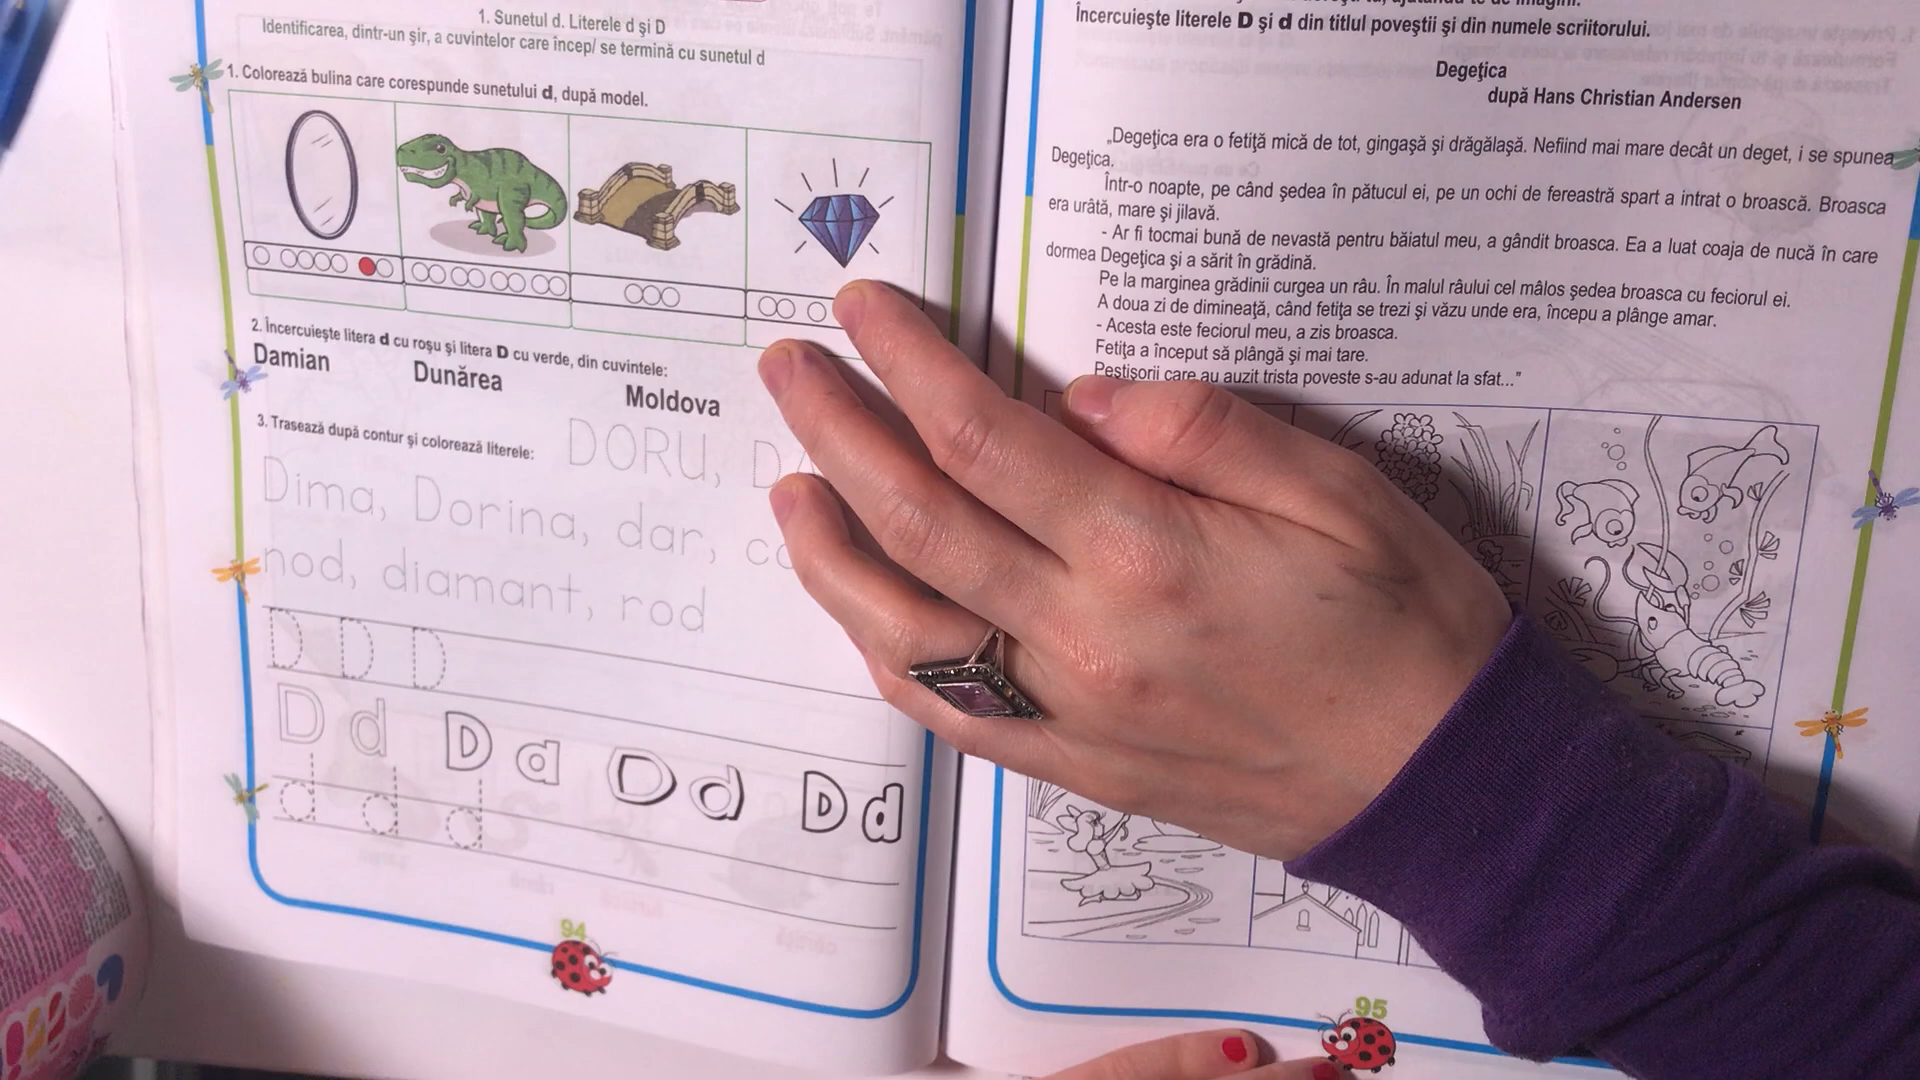 1. Sunetul d. Literele d și D
Identificarea, dintr-un șir, a cuvintelor care încep/ se termină cu sunetul d
1. Colorează bulina care corespunde sunetului d, după model.
2. Încercuiește litera d cu roșu și litera D cu verde, din cuvintele:
Damian Dunărea Moldova
3. Trasează după contur și colorează literele: DORU,
Dima, Dorina, dar,
nod, diamant, rod
D D D
D d D d D d D d
d d d
94
Încercuiește literele D și d din titlul poveștii și din numele scriitorului.
Degețica
după Hans Christian Andersen
„Degețica era o fetiță mică de tot, gingașă și drăgălașă. Nefiind mai mare decât un deget, i se spunea
Degețica.
Într-o noapte, pe când ședea în pătucul ei, pe un ochi de fereastră spart a intrat o broască. Broasca
era urâtă, mare și jilavă.
- Ar fi tocmai bună de nevastă pentru băiatul meu, a gândit broasca. Ea a luat coaja de nucă în care
dormea Degețica și a sărit în grădină.
Pe la marginea grădinii curgea un râu. În malul râului cel mâlos ședea broasca cu feciorul ei.
A doua zi de dimineață, când fetița se trezi și văzu unde era, începu a plânge amar.
- Acesta este feciorul meu, a zis broasca.
Fetița a început să plângă și mai tare.
Peștișorii care au auzit trista poveste s-au adunat la sfat..."
95